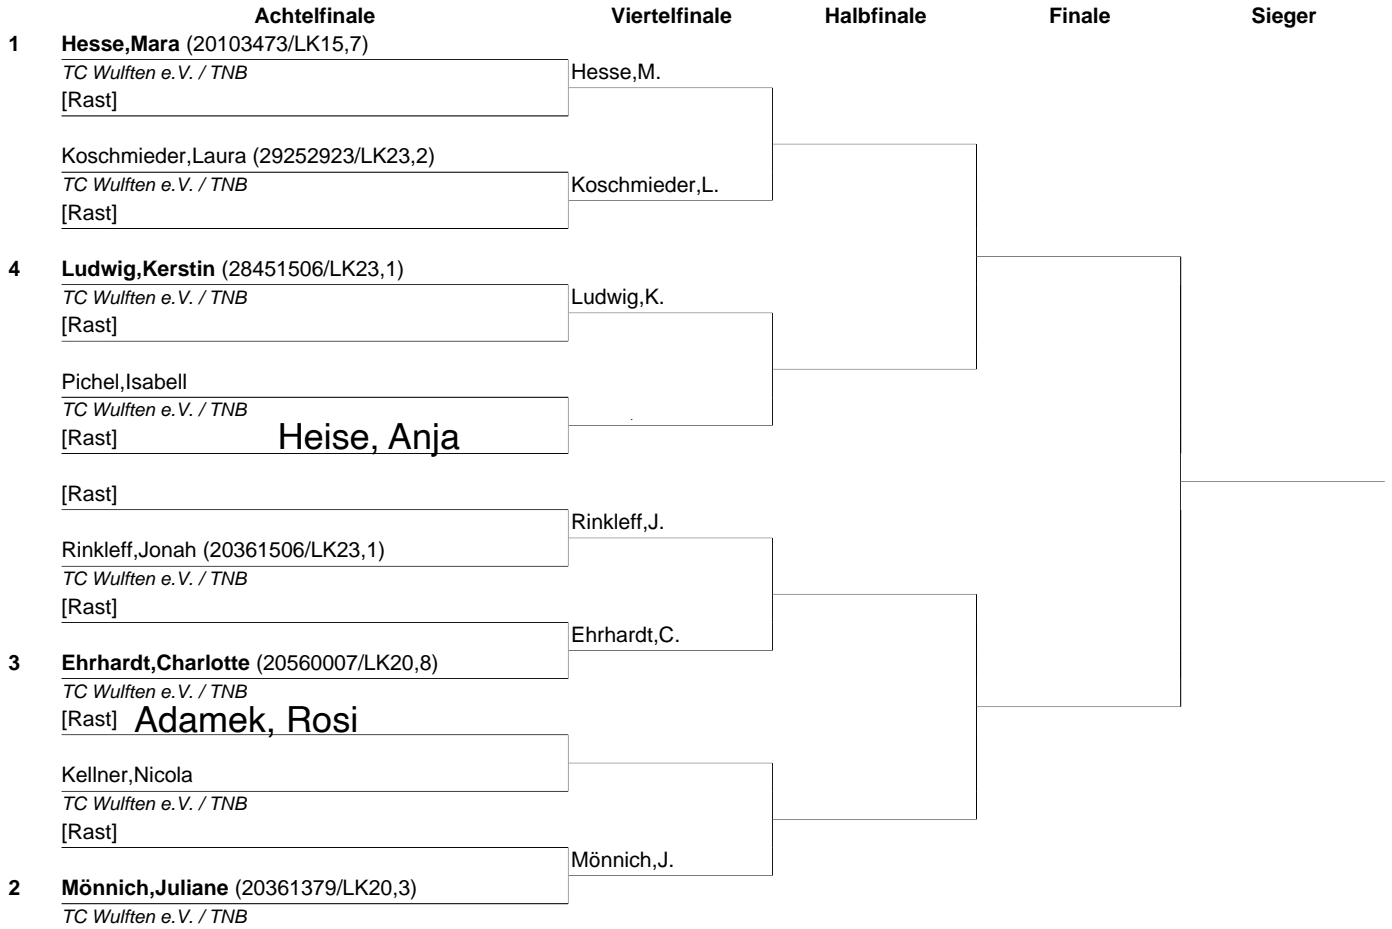 Achtelfinale Viertelfinale Halbfinale Finale Sieger
1 Hesse,Mara (20103473/LK15,7)
TC Wulften e.V. / TNB Hesse,M.
[Rast]
Koschmieder,Laura (29252923/LK23,2)
TC Wulften e.V. / TNB Koschmieder,L.
[Rast]
4 Ludwig,Kerstin (28451506/LK23,1)
TC Wulften e.V. / TNB Ludwig,K.
[Rast]
Pichel,Isabell
TC Wulften e.V. / TNB
[Rast] Heise, Anja
[Rast]
Rinkleff,J.
Rinkleff,Jonah (20361506/LK23,1)
TC Wulften e.V. / TNB
[Rast]
Ehrhardt,C.
3 Ehrhardt,Charlotte (20560007/LK20,8)
TC Wulften e.V. / TNB
[Rast] Adamek, Rosi
Kellner,Nicola
TC Wulften e.V. / TNB
[Rast]
Mönnich,J.
2 Mönnich,Juliane (20361379/LK20,3)
TC Wulften e.V. / TNB